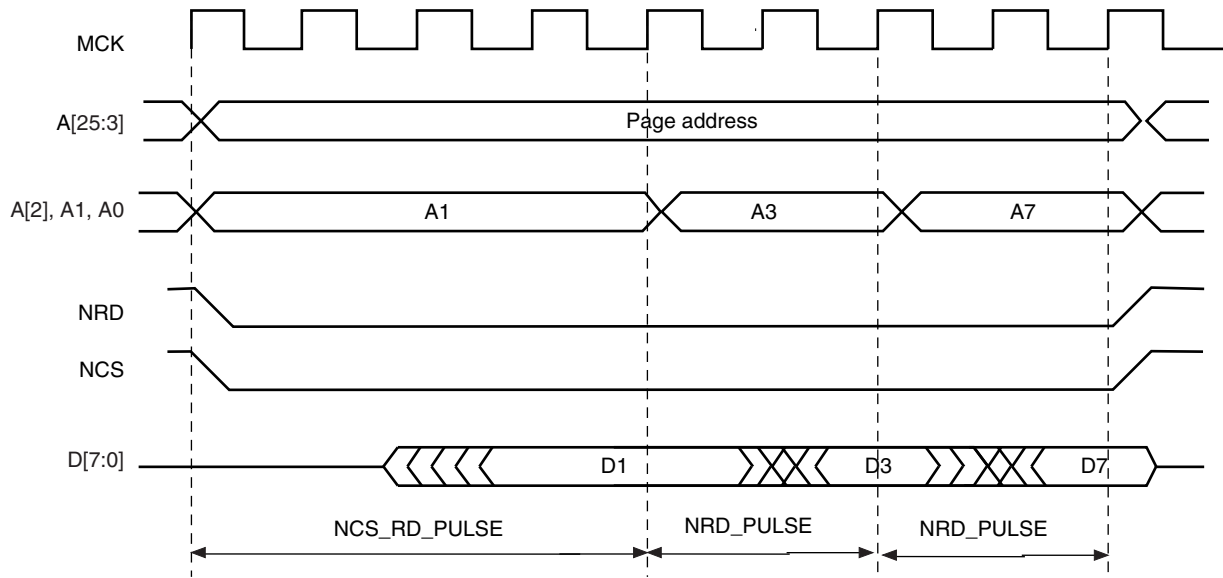 MCK
A[25:3]
Page address
A[2], A1, A0
A1
A3
A7
NRD
NCS
D[7:0]
D1
D3
D7
NCS_RD_PULSE
NRD_PULSE
NRD_PULSE